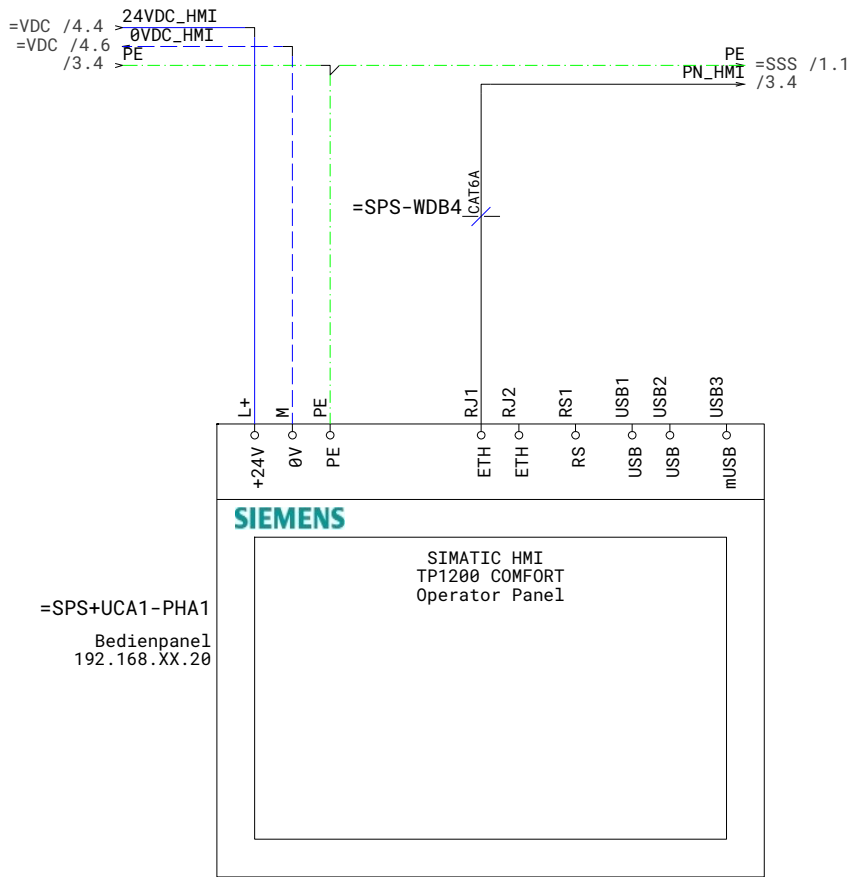 24VDC_HMI
=VDC /4.4
0VDC_HMI
=VDC /4.6
PE
/3.4
PE
=SSS /1.1
PN_HMI
/3.4
CAT6A
=SPS-WDB4
L+
M
PE
RJ1
RJ2
RS1
USB1
USB2
USB3
+24V
0V
PE
ETH
ETH
RS
USB
USB
mUSB
SIEMENS
SIMATIC HMI
TP1200 COMFORT
Operator Panel
=SPS+UCA1-PHA1
Bedienpanel
192.168.XX.20